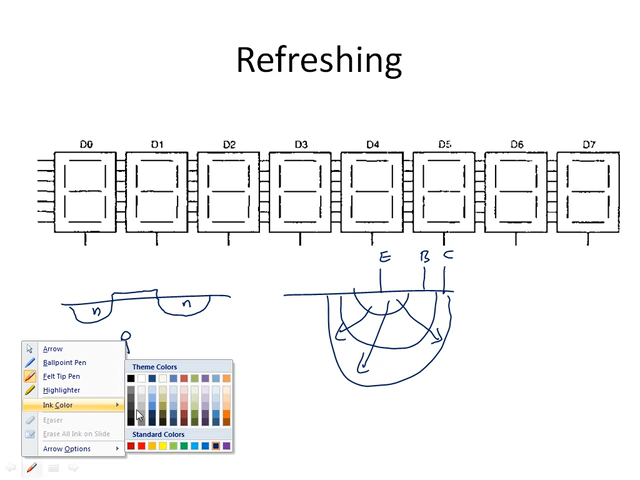 Refreshing
D0 D1 D2 D3 D4 D5 D6 D7
E B C
n n
Arrow
Ballpoint Pen
Felt Tip Pen
Highlighter
Ink Color
Eraser
Erase All Ink on Slide
Arrow Options
Theme Colors
Standard Colors